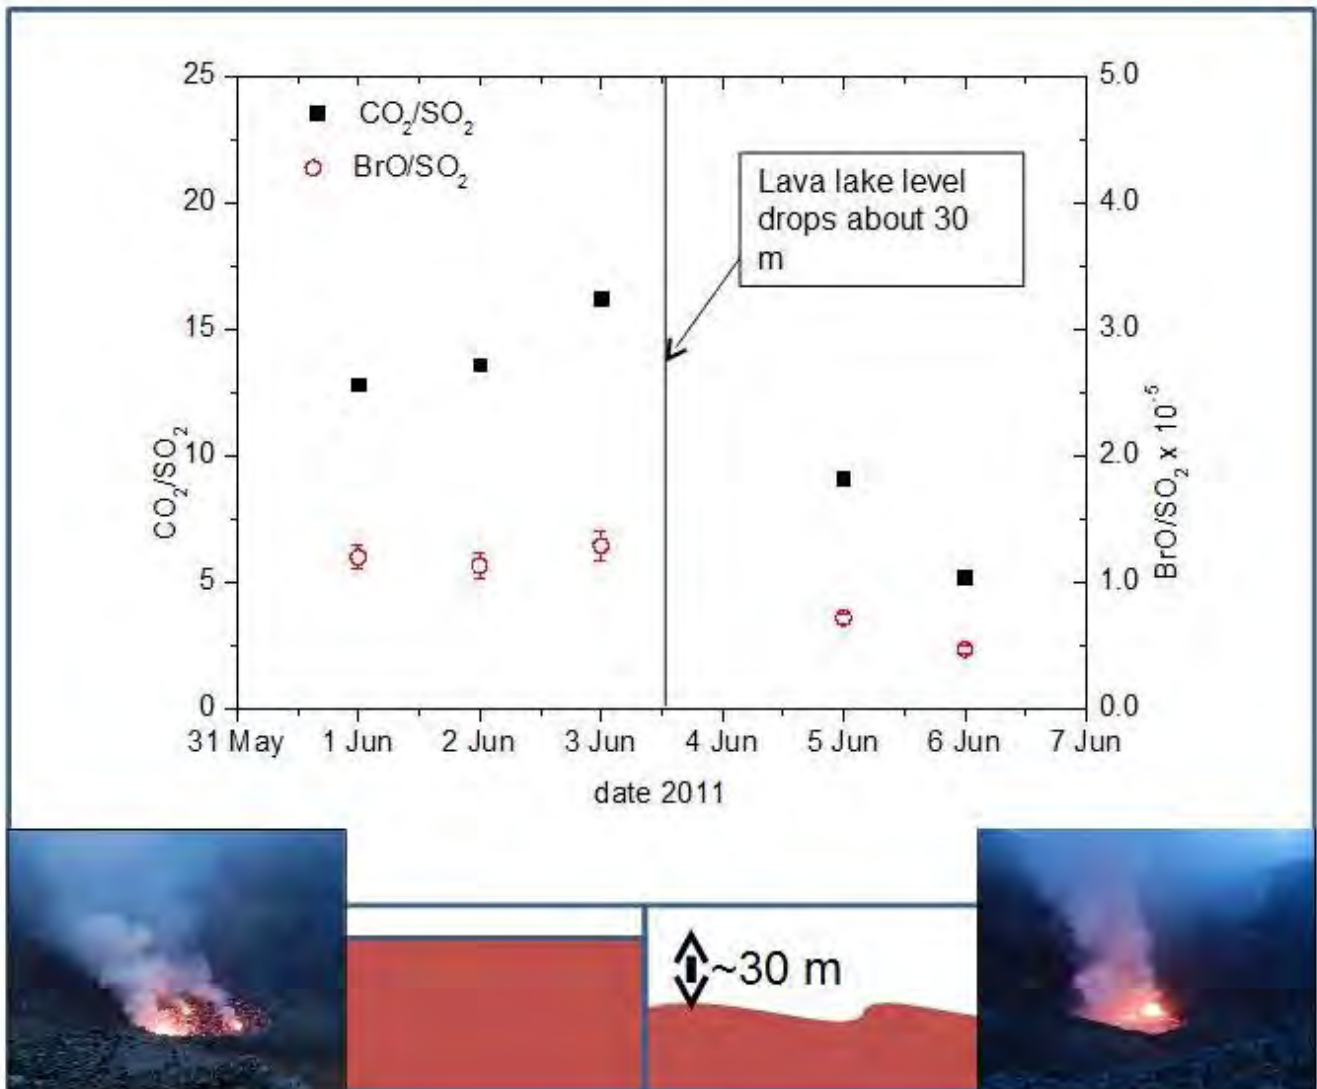 25
20
15
10
5
0
CO₂/SO₂
CO₂/SO₂
BrO/SO₂
Lava lake level
drops about 30
m
5.0
4.0
3.0
2.0
1.0
0.0
BrO/SO₂ x 10⁻⁵
31 May 1 Jun 2 Jun 3 Jun 4 Jun 5 Jun 6 Jun 7 Jun
date 2011
~30 m